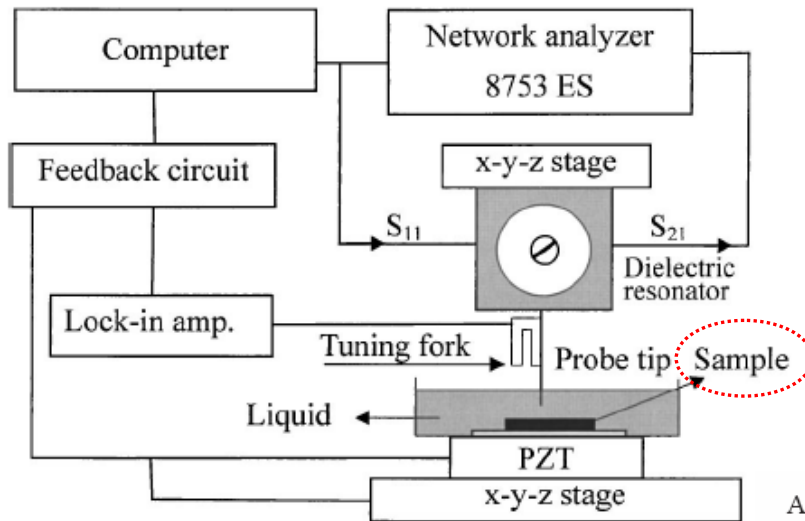 Computer
Network analyzer
8753 ES
Feedback circuit
x-y-z stage
S11
S21
Dielectric
resonator
Lock-in amp.
Tuning fork
Probe tip
Sample
Liquid
PZT
x-y-z stage
A